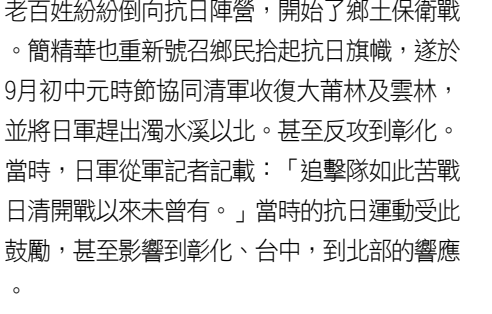 老百姓紛紛倒向抗日陣營，開始了鄉土保衛戰
。簡精華也重新號召鄉民拾起抗日旗幟，遂於
9月初中元時節協同清軍收復大莆林及雲林，
並將日軍趕出濁水溪以北。甚至反攻到彰化。
當時，日軍從軍記者記載：「追擊隊如此苦戰
日清開戰以來未曾有。」當時的抗日運動受此
鼓勵，甚至影響到彰化、台中，到北部的響應
。